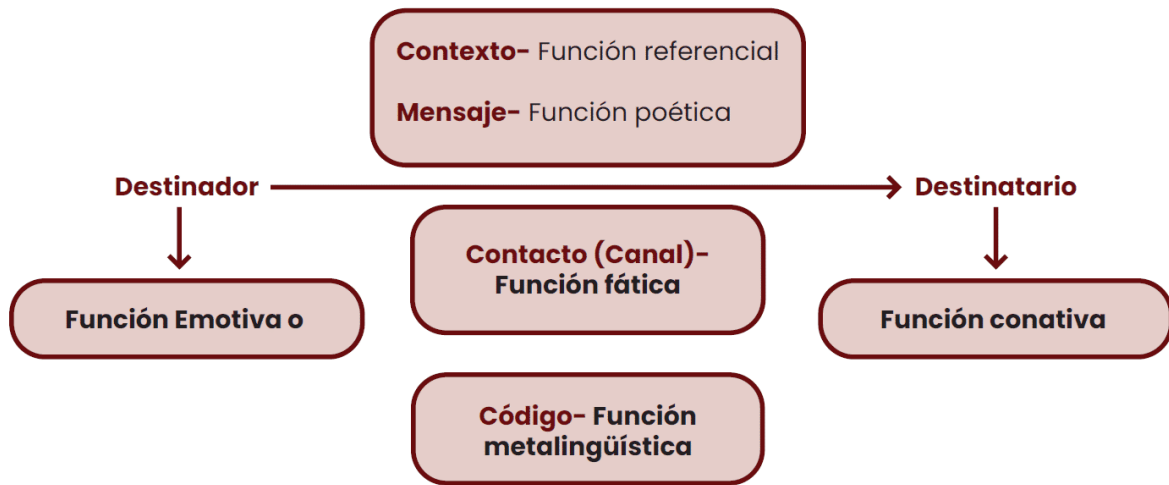 Contexto- Función referencial
Mensaje- Función poética
Destinador
Destinatario
Contacto (Canal)-
Función fática
Función Emotiva o
Función conativa
Código- Función
metalingüística